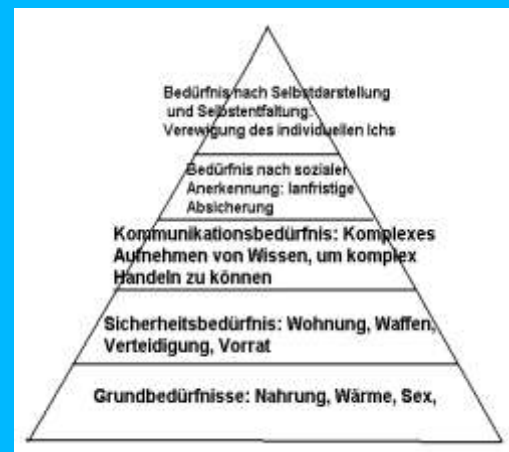 Bedürfnis nach Selbstdarstellung
und Selbstentfaltung:
Verewigung des individuellen Ichs
Bedürfnis nach sozialer
Anerkennung: lanfristige
Absicherung
Kommunikationsbedürfnis: Komplexes
Aufnehmen von Wissen, um komplex
Handeln zu können
Sicherheitsbedürfnis: Wohnung, Waffen,
Verteidigung, Vorrat
Grundbedürfnisse: Nahrung, Wärme, Sex,